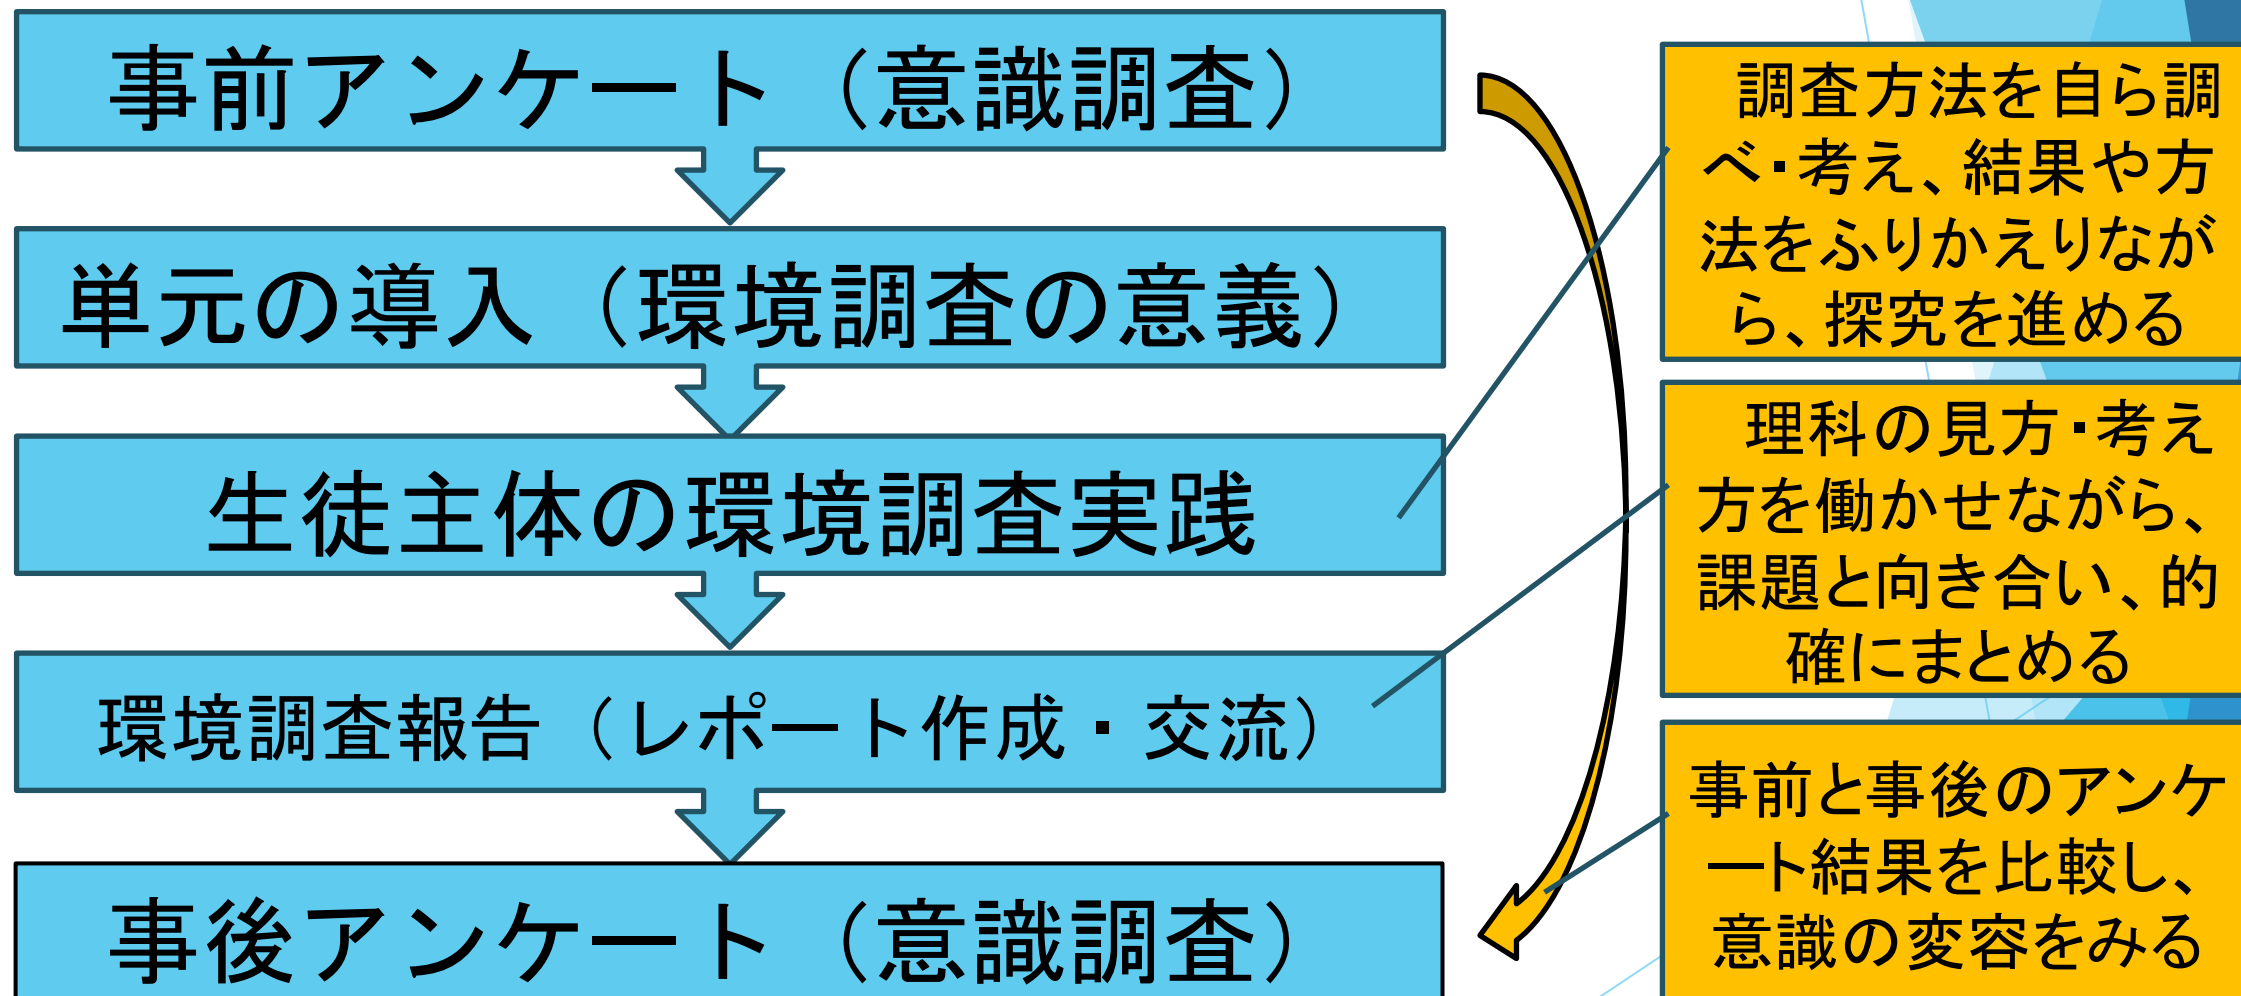 事前アンケート（意識調査）
単元の導入（環境調査の意義）
生徒主体の環境調査実践
環境調査報告（レポート作成・交流）
事後アンケート（意識調査）
調査方法を自ら調
べ・考え、結果や方
法をふりかえりなが
ら、探究を進める
理科の見方・考え
方を働かせながら、
課題と向き合い、的
確にまとめる
事前と事後のアンケ
ート結果を比較し、
意識の変容をみる